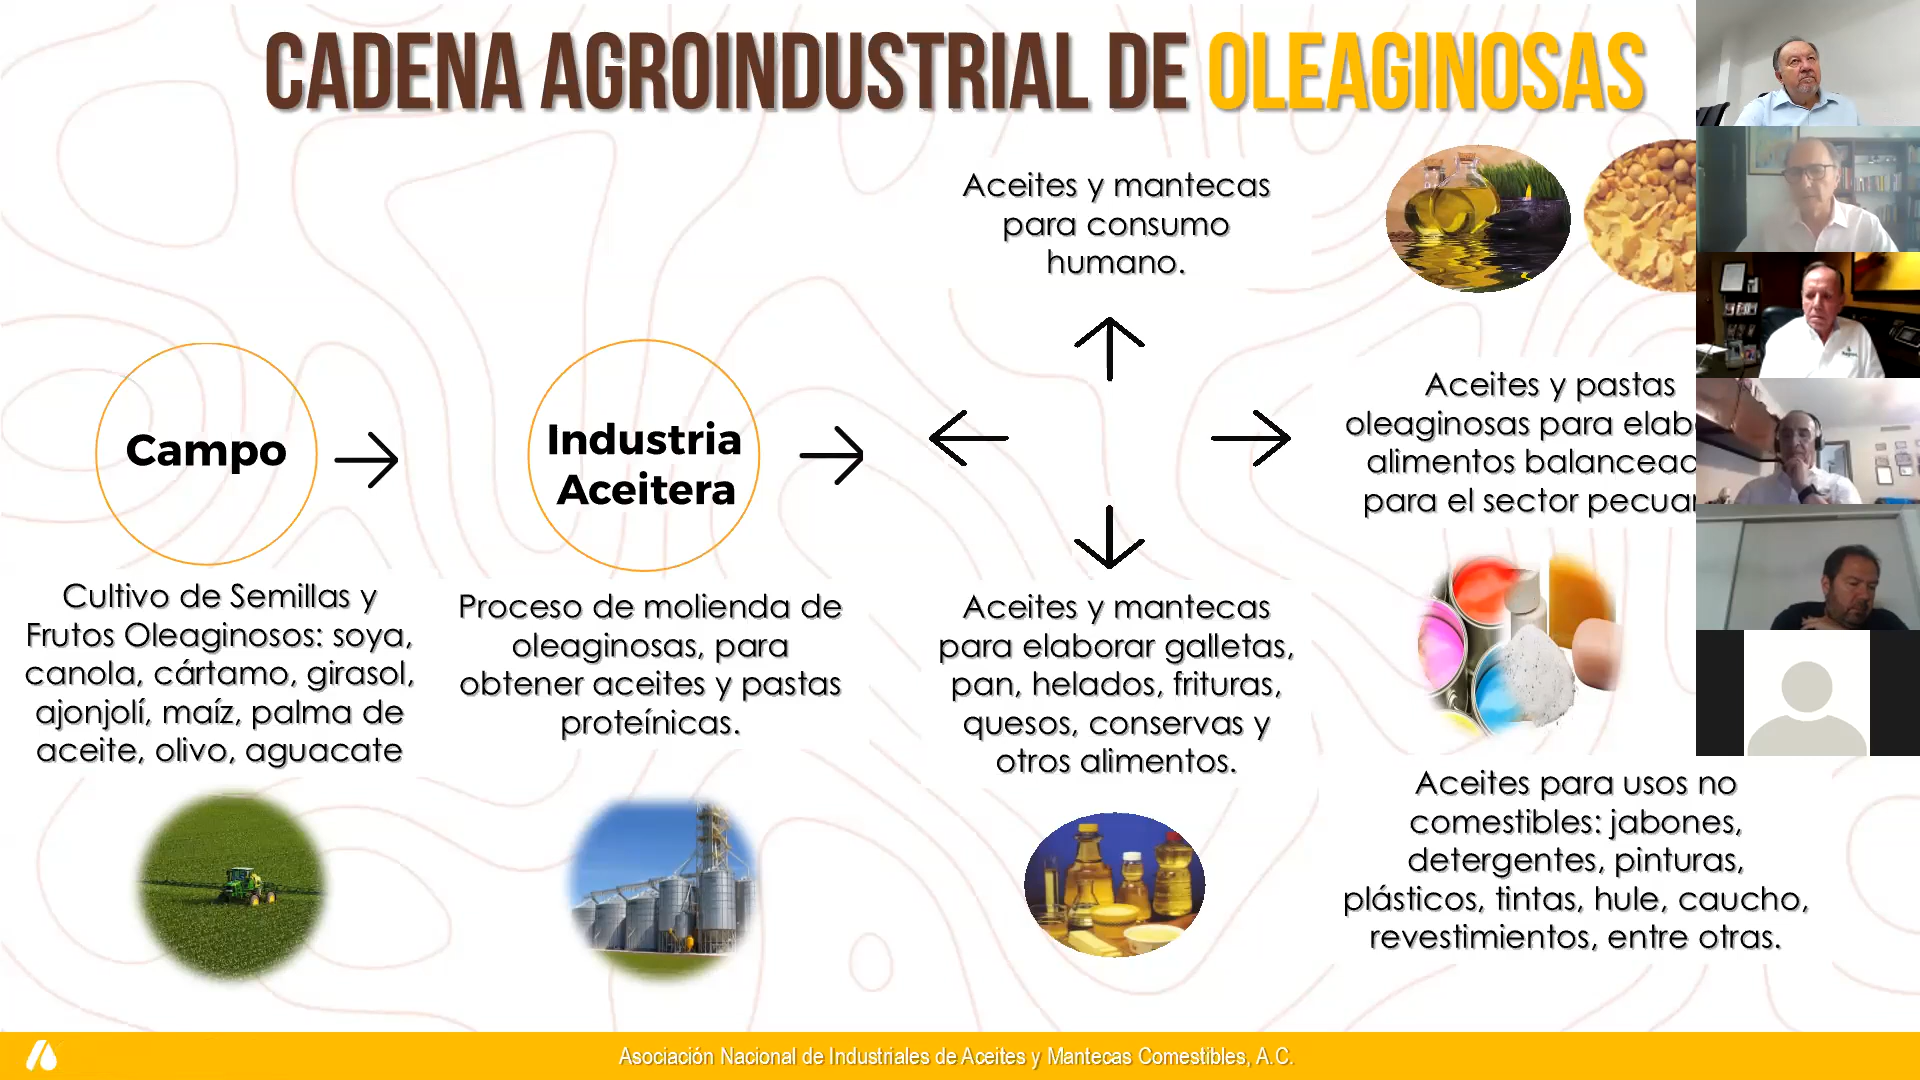 CADENA AGROINDUSTRIAL DE OLEAGINOSAS
Campo
Cultivo de Semillas y
Frutos Oleaginosos: soya,
canola, cártamo, girasol,
ajonjolí, maíz, palma de
aceite, olivo, aguacate
Industria
Aceitera
Proceso de molienda de
oleaginosas, para
obtener aceites y pastas
proteínicas.
Aceites y mantecas
para consumo
humano.
Aceites y mantecas
para elaborar galletas,
pan, helados, frituras,
quesos, conservas y
otros alimentos.
Aceites y pastas
oleaginosas para
alimentos
para el sector
Aceites para usos no
comestibles: jabones,
detergentes, pinturas,
plásticos, tintas, hule, caucho,
revestimientos, entre otras.
Asociación Nacional de Industriales de Aceites y Mantecas Comestibles, A.C.